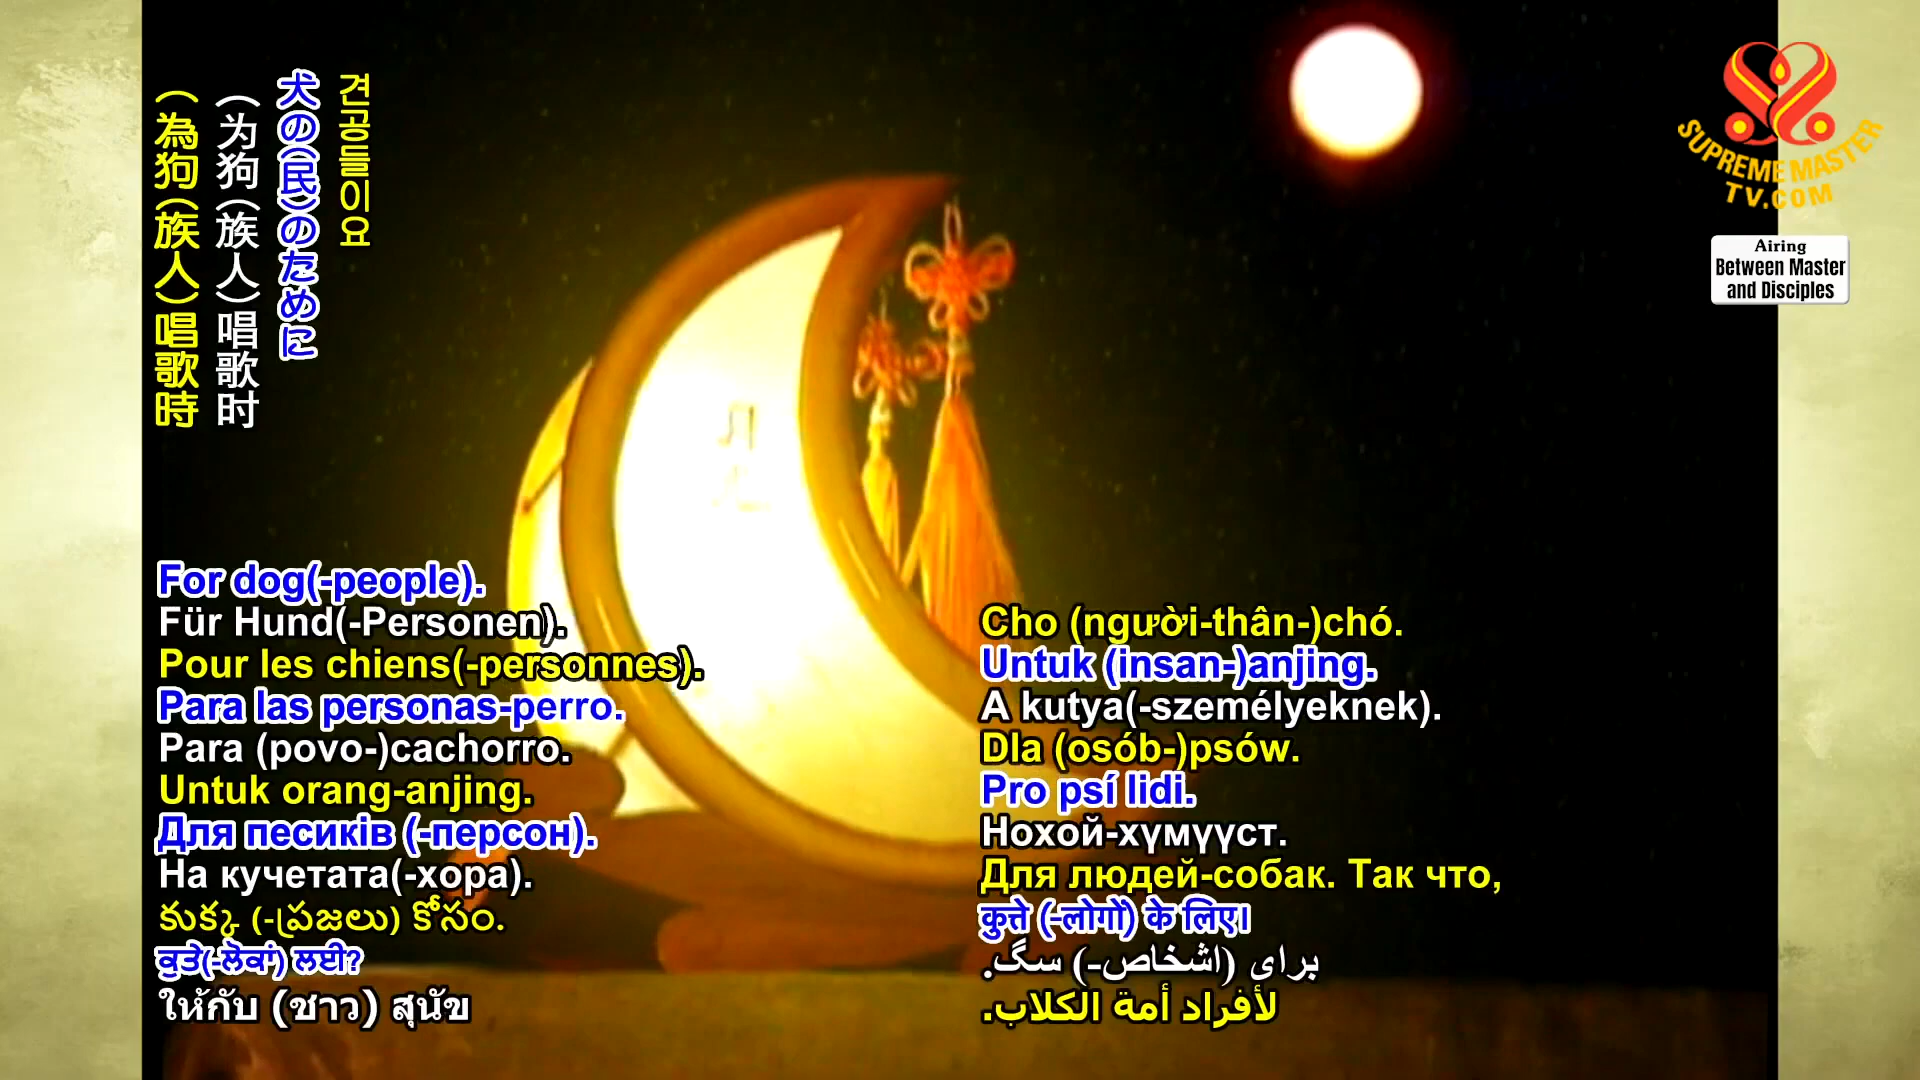 견공들이요
犬の(民)のために
（为狗（族人）唱歌时
（為狗（族人）唱歌時
For dog(-people).
Für Hund(-Personen).
Pour les chiens(-personnes).
Para las personas-perro.
Para (povo-)cachorro.
Untuk orang-anjing.
Для песиків (-персон).
На кучетата(-хора).
కుక్క (-ప్రజలు) కోసం.
ਕੁਤੇ(-ਲੋਕਾਂ) ਲਈ?
ให้กับ (ชาว) สุนัข
Cho (người-thân-)chó.
Untuk (insan-)anjing.
A kutya(-személyeknek).
Dla (osób-)psów.
Pro psí lidi.
Нохой-хүмүүст.
Для людей-собак. Так что,
कुत्ते (-लोगों) के लिए।
برای (اشخاص-) سگ.
لأفراد أمة الكلاب.
SUPREME MASTER
TV.COM
Airing
Between Master
and Disciples